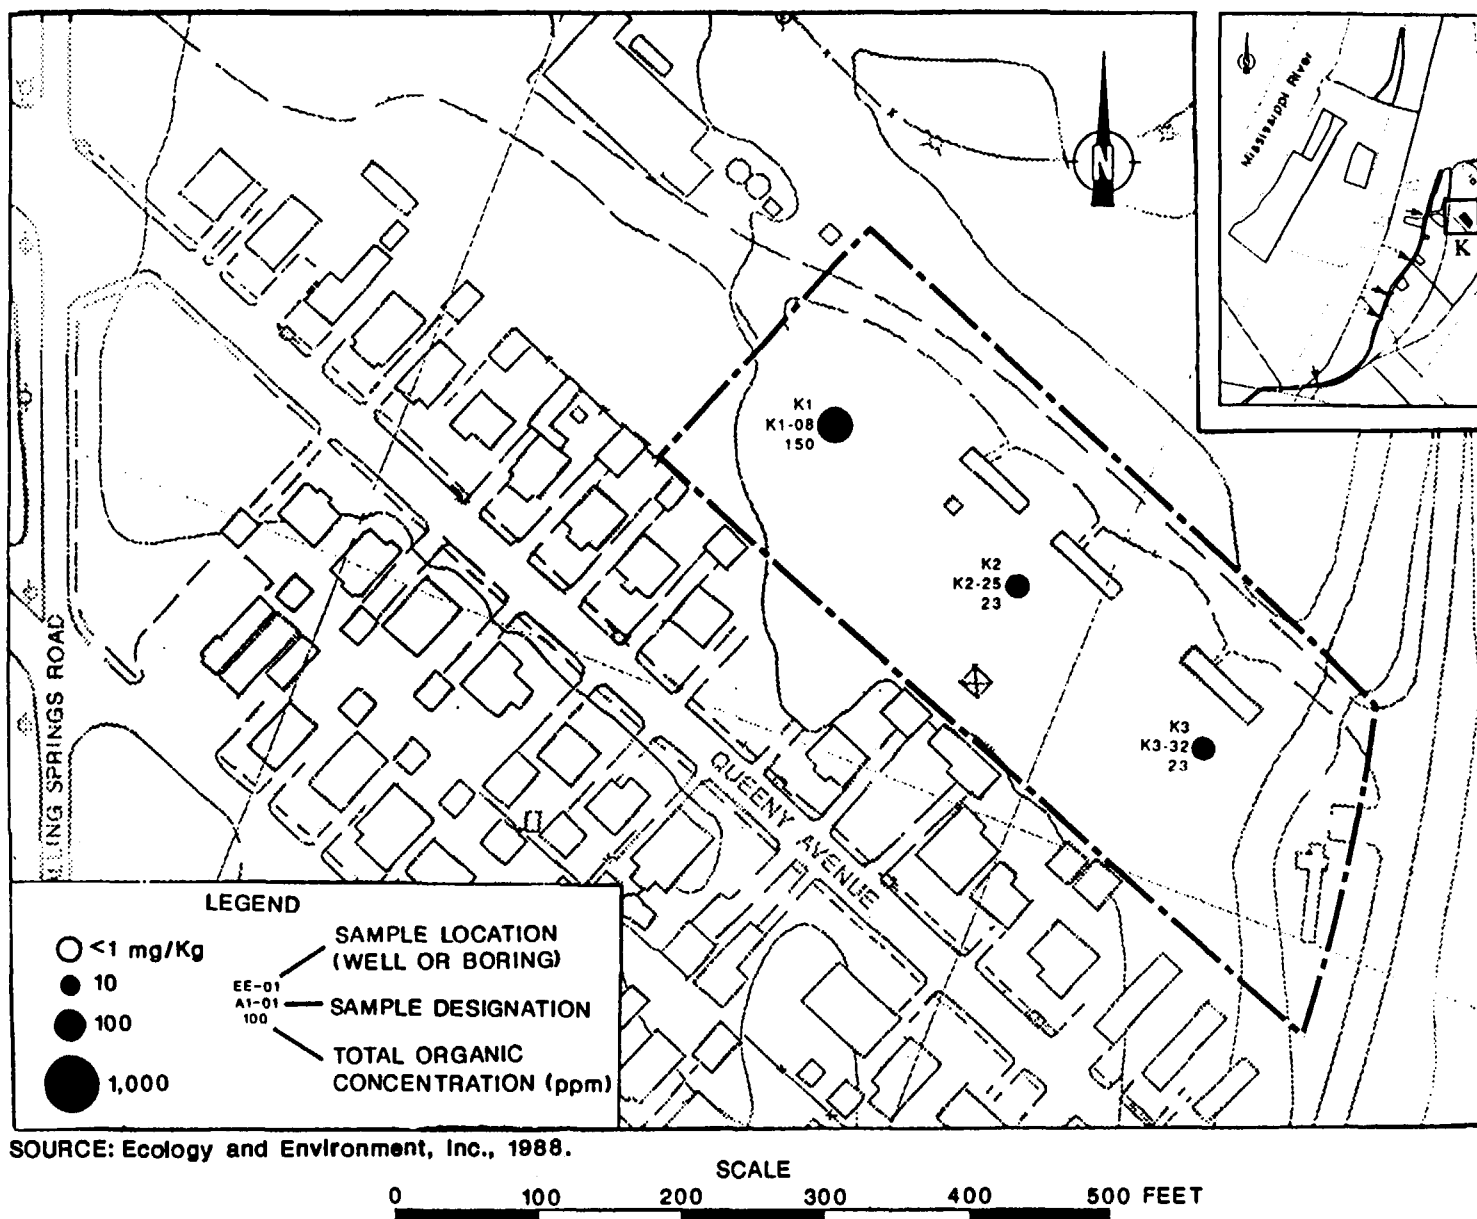 N
Mississippi River
K
K1
K1-08
150
K2
K2-25
23
K3
K3-32
23
QUEENY AVENUE
LING SPRINGS ROAD
LEGEND
<1 mg/Kg
10
100
1,000
EE-01
A1-01
100
SAMPLE LOCATION
(WELL OR BORING)
SAMPLE DESIGNATION
TOTAL ORGANIC
CONCENTRATION (ppm)
SOURCE: Ecology and Environment, Inc., 1988.
SCALE
0 100 200 300 400 500 FEET